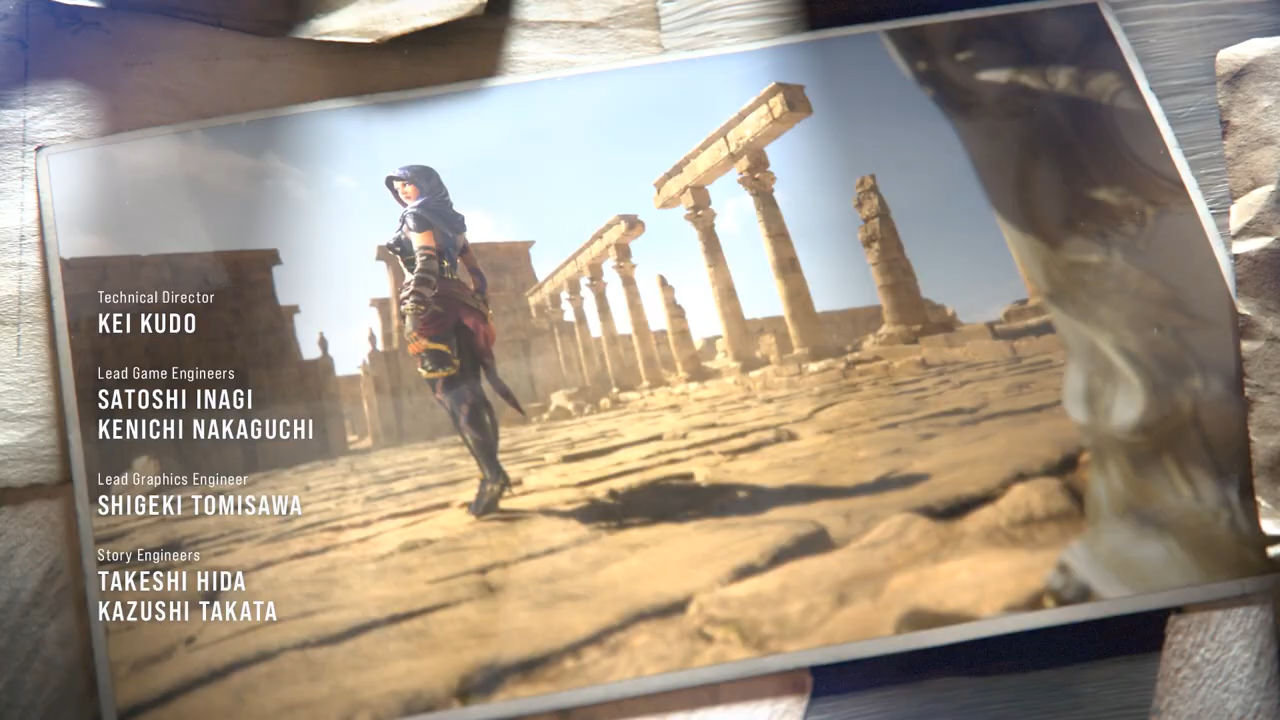 Technical Director
KEI KUDO
Lead Game Engineers
SATOSHI INAGI
KENICHI NAKAGUCHI
Lead Graphics Engineer
SHIGEKI TOMISAWA
Story Engineers
TAKESHI HIDA
KAZUSHI TAKATA